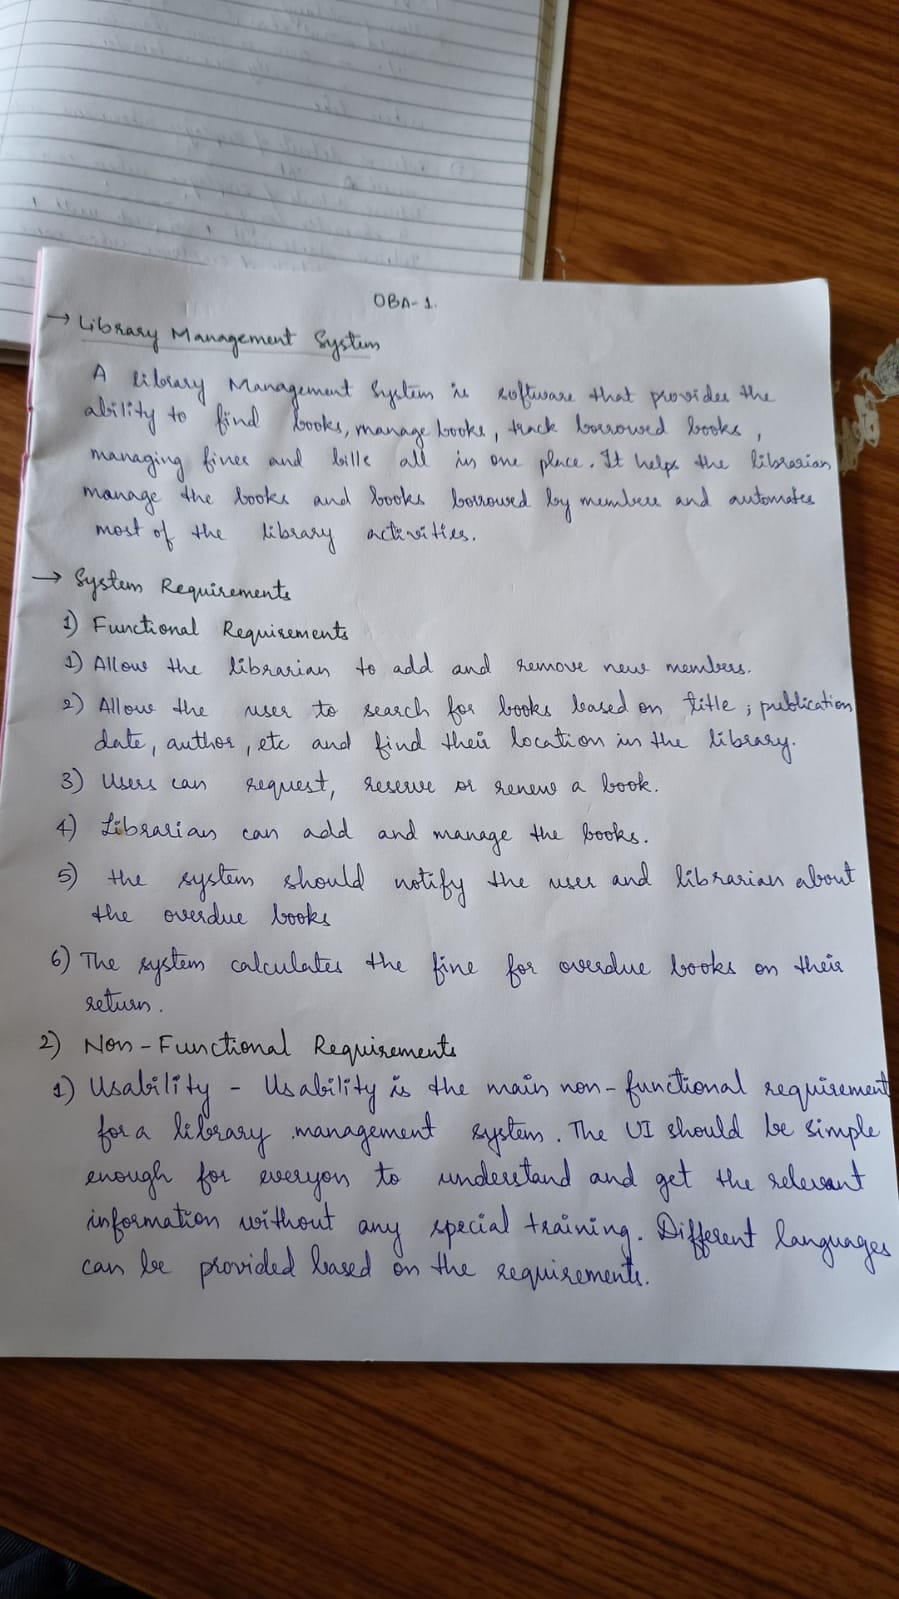 OBA-1.
→ Library Management System
A library Management System is software that provides the
ability to find books, manage books, track borrowed books,
managing fines and bills all in one place. It helps the librarian
manage the books and books borrowed by members and automates
most of the library activities.
→ System Requirements
1) Functional Requirements
1) Allow the librarian to add and remove new members.
2) Allow the user to search for books based on title, publication
date, author, etc and find their location in the library.
3) Users can request, reserve or renew a book.
4) Librarian can add and manage the books.
5) the system should notify the user and librarian about
the overdue books
6) The system calculates the fine for overdue books on their
return.
2) Non-Functional Requirements
1) Usability - Usability is the main non-functional requirement
for a library management system. The UI should be simple
enough for everyon to understand and get the relevant
information without any special training. Different languages
can be provided based on the requirements.